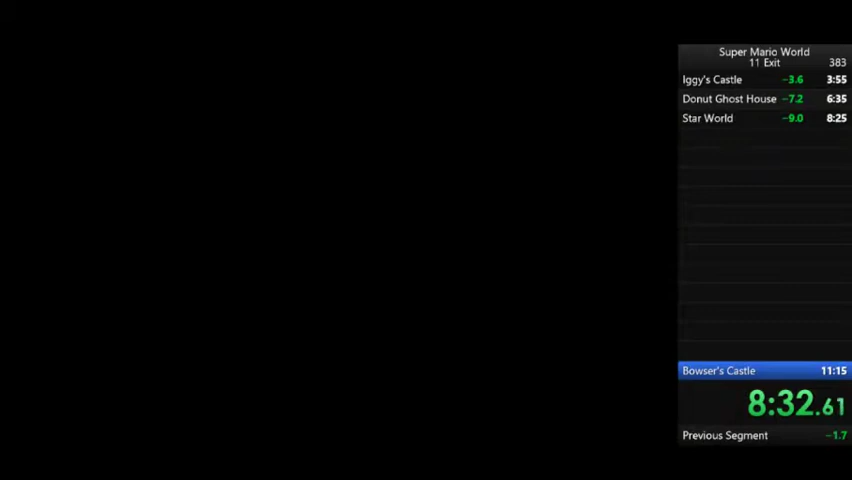 Super Mario World
11 Exit 383
Iggy's Castle -3.6 3:55
Donut Ghost House -7.2 6:35
Star World -9.0 8:25
Bowser's Castle 11:15
8:32.61
Previous Segment -1.7